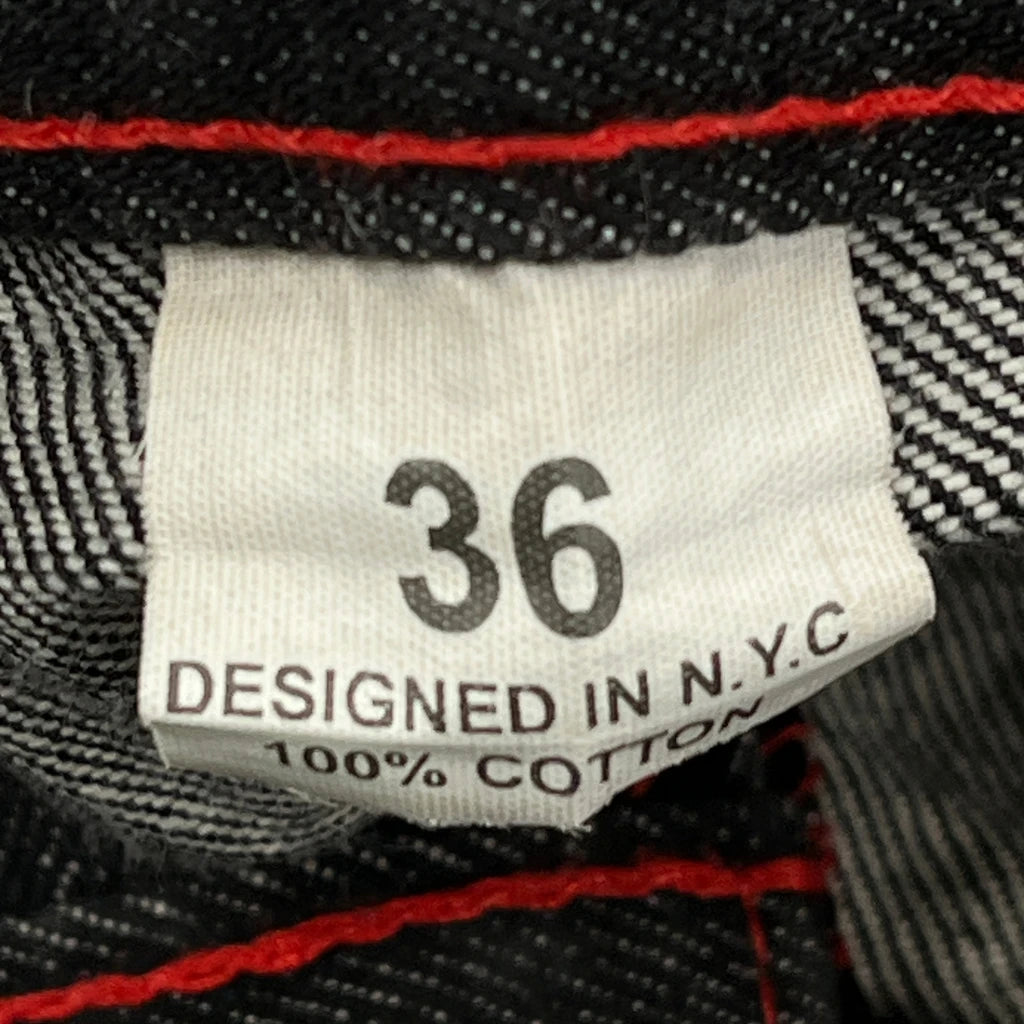 36
DESIGNED IN N.Y.C
100% COTTON